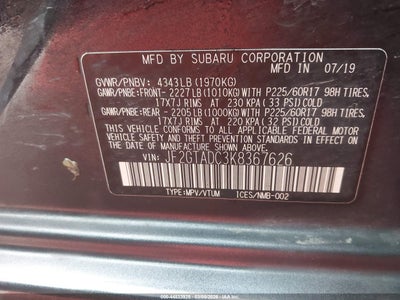 MFD BY SUBARU CORPORATION
MFD IN 07/19
GVWR/PNBV: 4343LB (1970KG)
GAWR/PNBE:FRONT- 2227LB(1010KG)WITH P225/60R17 98H TIRES,
17X7J RIMS AT 230 KPA ( 33 PSI)COLD
GAWR/PNBE:REAR - 2205LB(1000KG)WITH P225/60R17 98H TIRES,
17X7J RIMS AT 220 KPA ( 32 PSI)COLD
THIS VEHICLE CONFORMS TO ALL APPLICABLE FEDERAL MOTOR
VEHICLE SAFETY AND THEFT PREVENTION STANDARDS IN EFFECT ON
THE DATE OF MANUFACTURE SHOWN ABOVE.
VIN: JF2GTADC3K8367626
TYPE:MPV/VTUM ICES/NMB-002